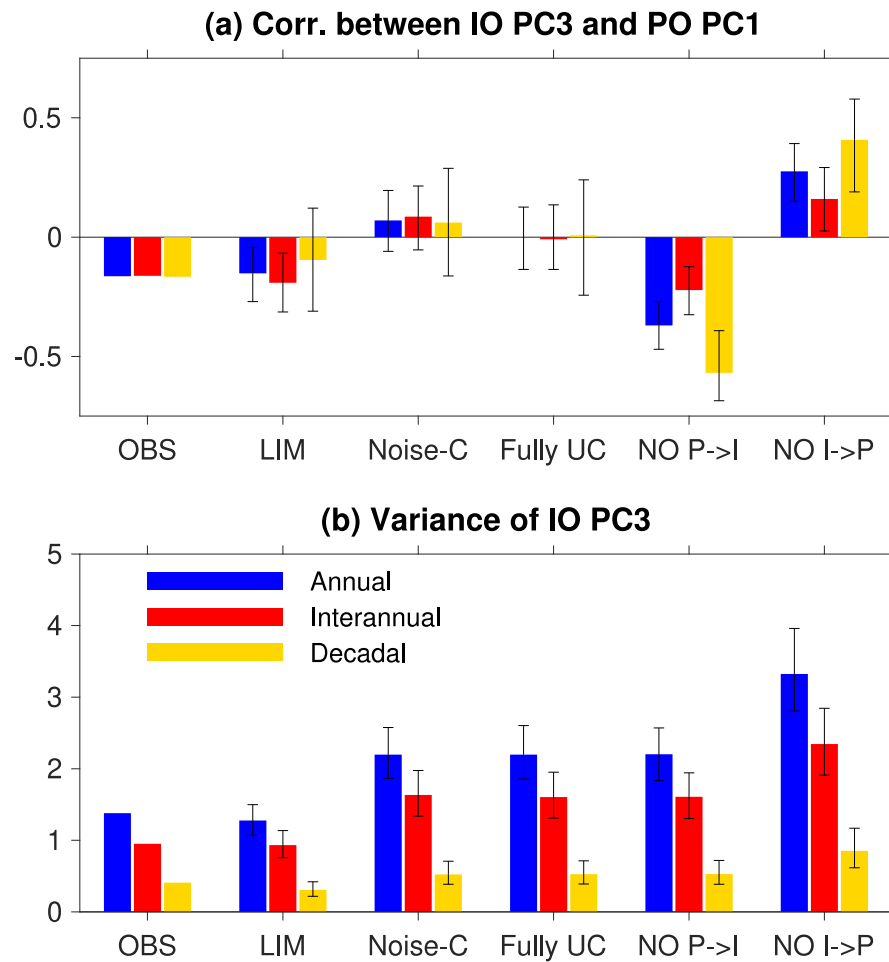 (a) Corr. between IO PC3 and PO PC1
0.5
0
-0.5
OBS LIM Noise-C Fully UC NO P->I NO I->P
(b) Variance of IO PC3
5
4
3
2
1
0
Annual
Interannual
Decadal
OBS LIM Noise-C Fully UC NO P->I NO I->P